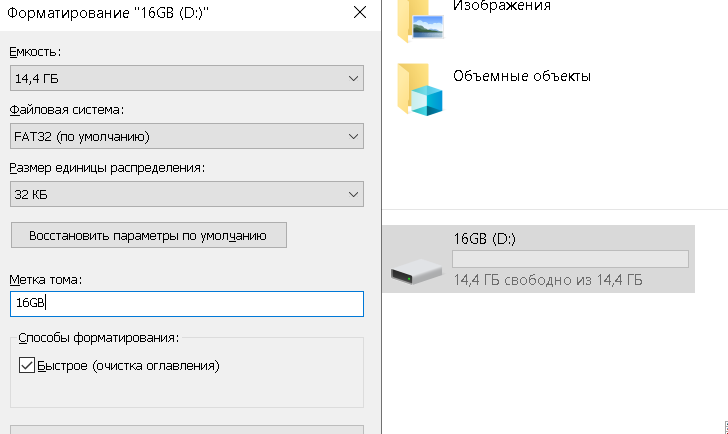 Форматирование "16GB (D:)"
Емкость:
14,4 ГБ
Файловая система:
FAT32 (по умолчанию)
Размер единицы распределения:
32 КБ
Восстановить параметры по умолчанию
Метка тома:
16GB
Способы форматирования:
Быстрое (очистка оглавления)
Изображения
Объемные объекты
16GB (D:)
14,4 ГБ свободно из 14,4 ГБ